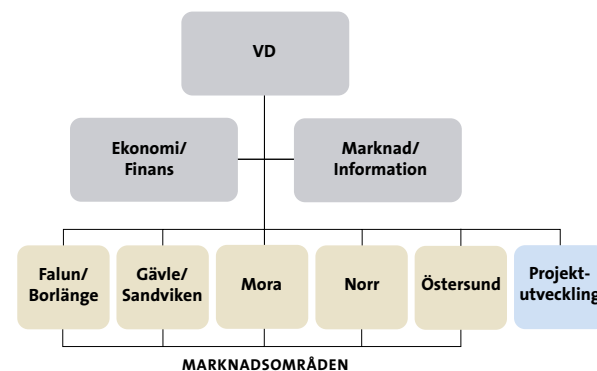 VD
Ekonomi/
Finans
Marknad/
Information
Falun/
Borlänge
Gävle/
Sandviken
Mora
Norr
Östersund
Projekt-
utveckling
MARKNADSOMRÅDEN